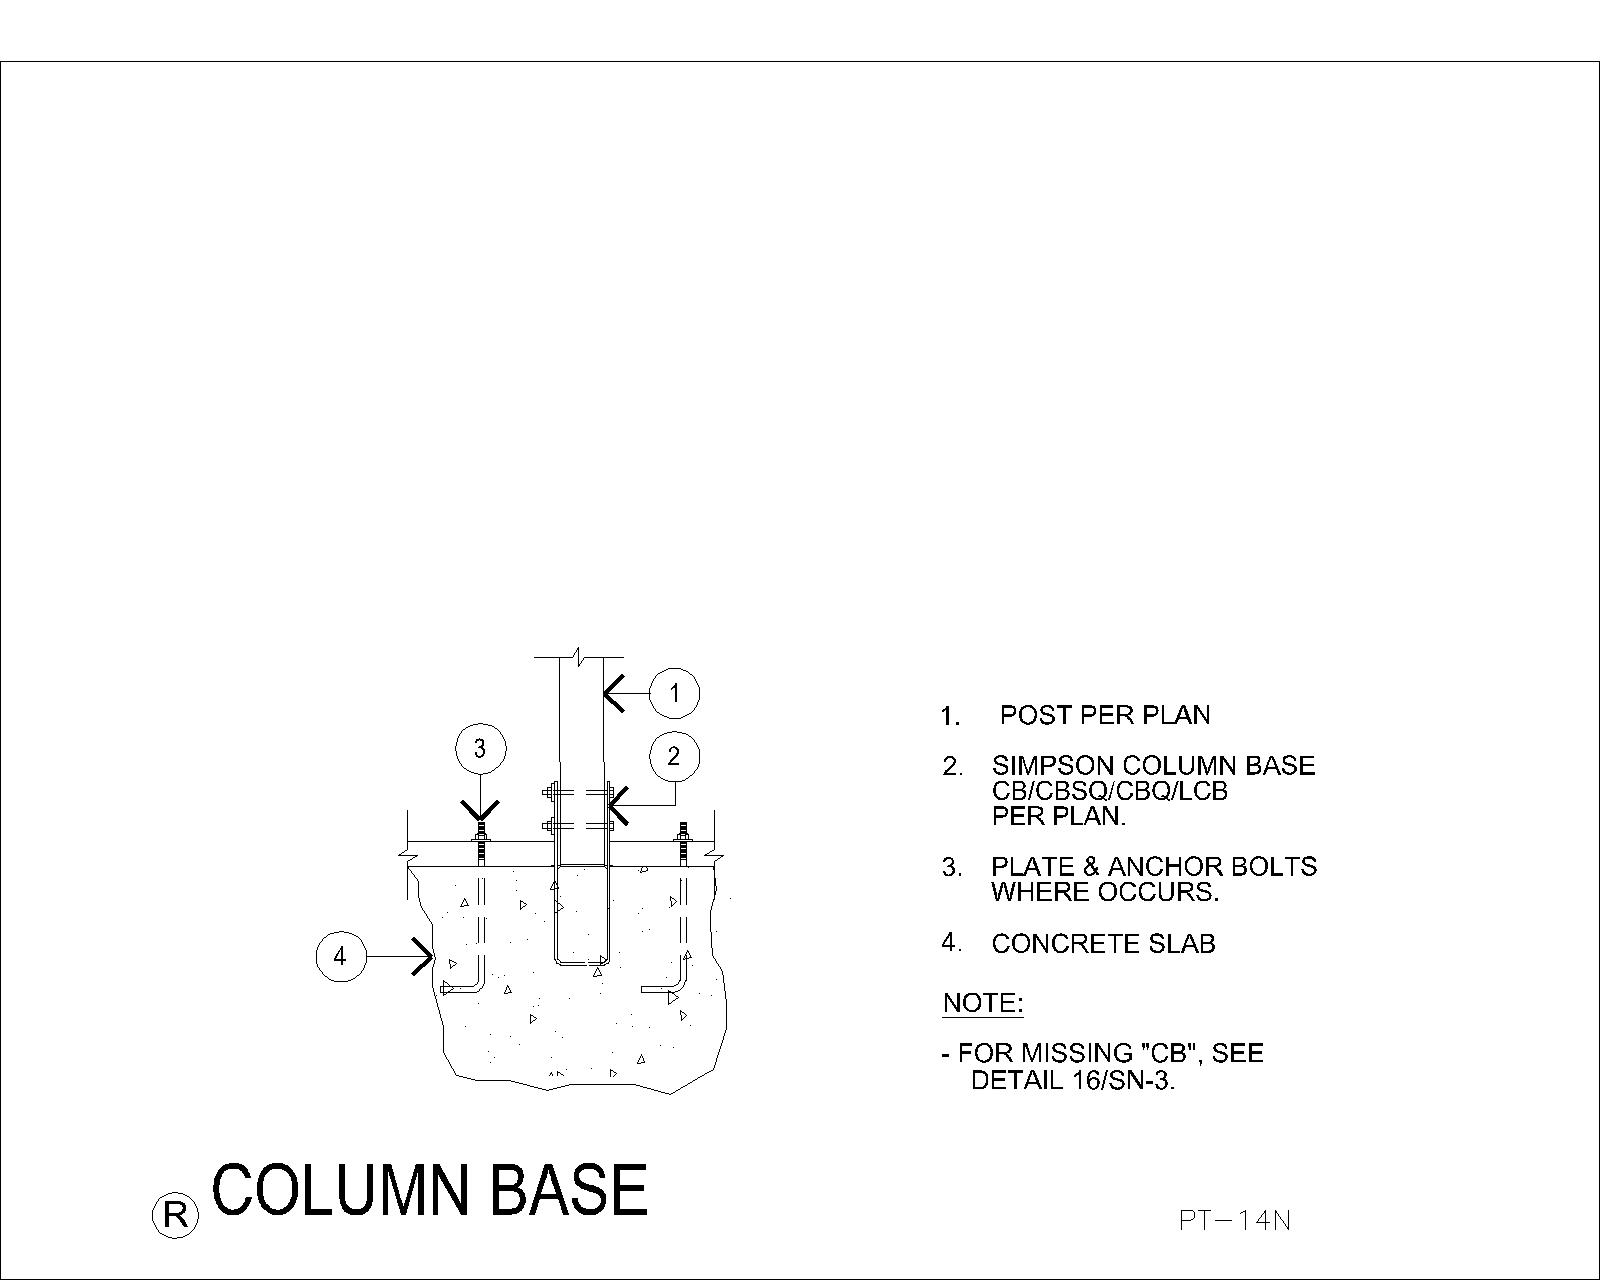 1
3
2
4
1. POST PER PLAN
2. SIMPSON COLUMN BASE
CB/CBSQ/CBQ/LCB
PER PLAN.
3. PLATE & ANCHOR BOLTS
WHERE OCCURS.
4. CONCRETE SLAB
NOTE:
- FOR MISSING "CB", SEE
DETAIL 16/SN-3.
R COLUMN BASE
PT-14N